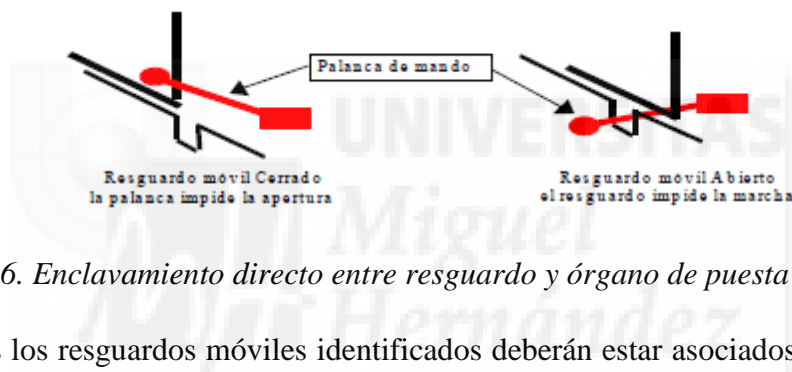 Palanca de mando
UNIVERSITAS
Resguardo móvil Cerrado
la palanca impide la apertura
Resguardo móvil Abierto
el resguardo impide la marcha
Miguel
6. Enclavamiento directo entre resguardo y órgano de puesta
Hernández
los resguardos móviles identificados deberán estar asociados